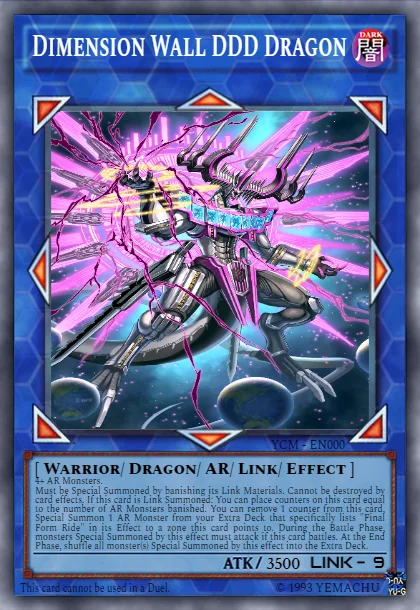 DIMENSION WALL DDD DRAGON
DARK
闇
YCM - EN000
[ WARRIOR/ DRAGON/ AR/ LINK/ EFFECT ]
4+ AR Monsters.
Must be Special Summoned by banishing its Link Materials. Cannot be destroyed by
card effects. If this card is Link Summoned: You can place counters on this card equal
to the number of AR Monsters banished. You can remove 1 counter from this card,
Special Summon 1 AR Monster from your Extra Deck that specifically lists "Final
Form Ride" in its Effect to a zone this card points to. During the Battle Phase,
monsters Special Summoned by this effect must attack if this card battles. At the End
Phase, shuffle all monster(s) Special Summoned by this effect into the Extra Deck.
ATK/ 3500 LINK - 9
This card cannot be used in a Duel.
©1993 YEMACHU